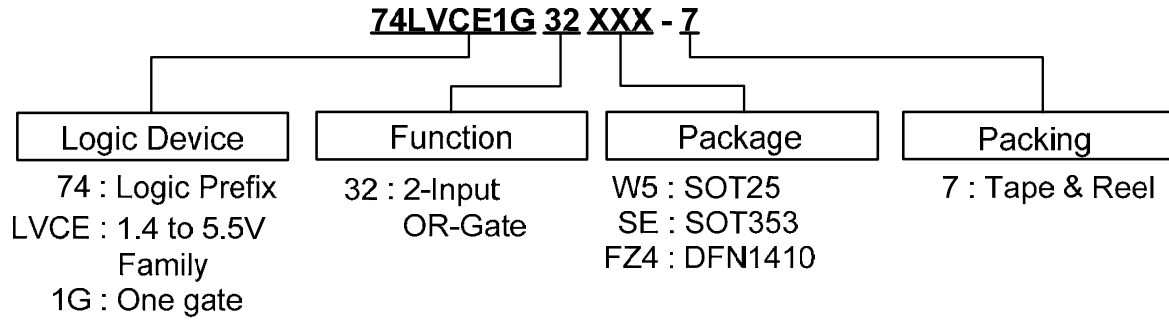 74LVCE1G 32 XXX - 7
Logic Device
74 : Logic Prefix
LVCE : 1.4 to 5.5V
Family
1G : One gate
Function
32 : 2-Input
OR-Gate
Package
W5 : SOT25
SE : SOT353
FZ4 : DFN1410
Packing
7 : Tape & Reel